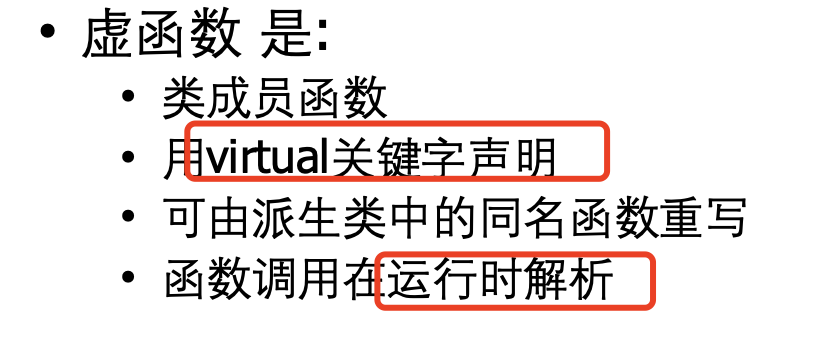 • 虚函数 是:
• 类成员函数
• 用virtual关键字声明
• 可由派生类中的同名函数重写
• 函数调用在运行时解析